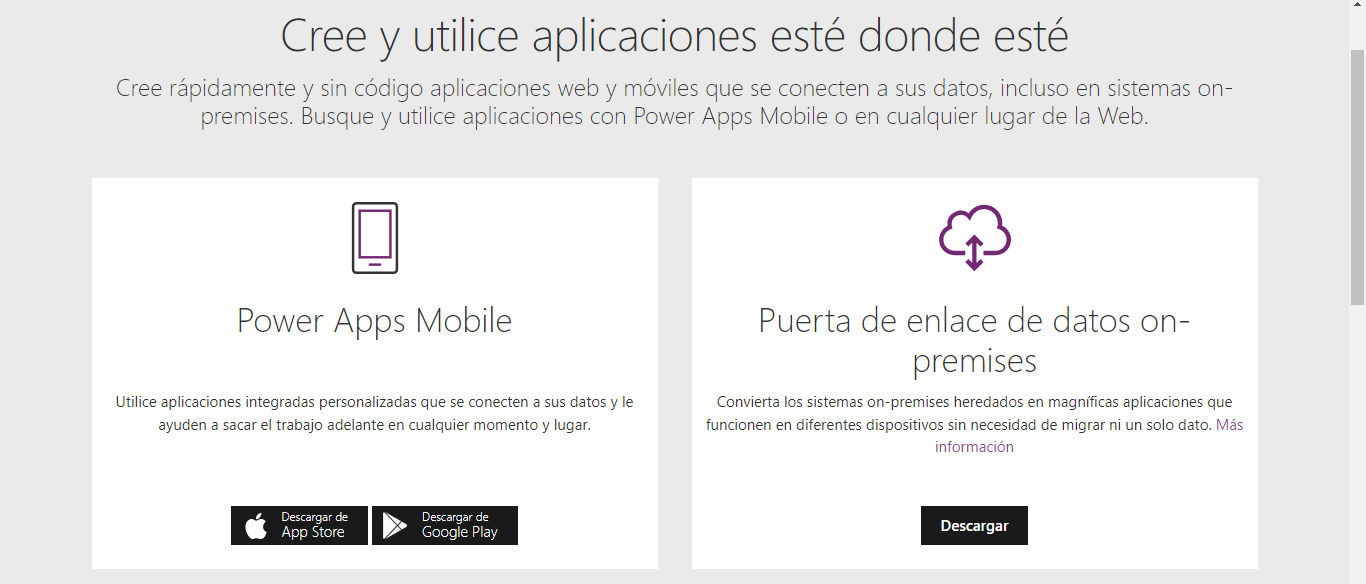 Cree y utilice aplicaciones esté donde esté
Cree rápidamente y sin código aplicaciones web y móviles que se conecten a sus datos, incluso en sistemas on-
premises. Busque y utilice aplicaciones con Power Apps Mobile o en cualquier lugar de la Web.
Power Apps Mobile
Utilice aplicaciones integradas personalizadas que se conecten a sus datos y le
ayuden a sacar el trabajo adelante en cualquier momento y lugar.
Descargar de
App Store
Descargar de
Google Play
Puerta de enlace de datos on-
premises
Convierta los sistemas on-premises heredados en magníficas aplicaciones que
funcionen en diferentes dispositivos sin necesidad de migrar ni un solo dato. Más
información
Descargar